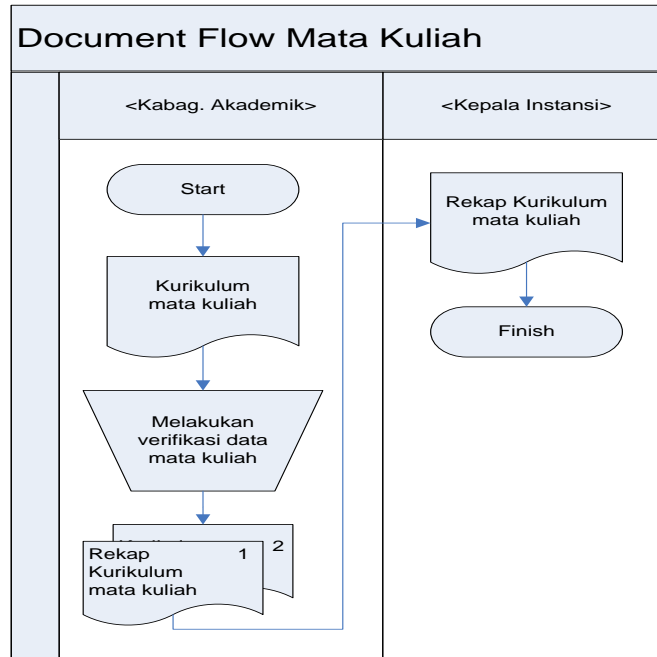 Document Flow Mata Kuliah
<Kabag. Akademik>
<Kepala Instansi>
Start
Kurikulum
mata kuliah
Melakukan
verifikasi data
mata kuliah
2
Rekap 1
Kurikulum
mata kuliah
Rekap Kurikulum
mata kuliah
Finish